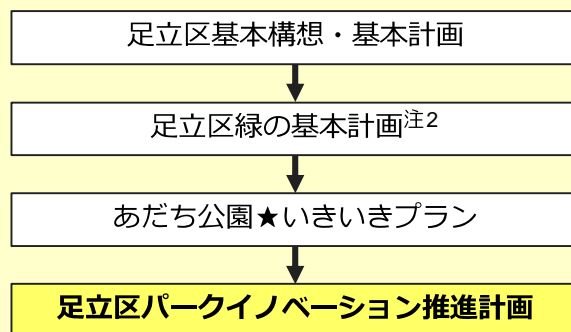 足立区基本構想・基本計画
足立区緑の基本計画注2
あだち公園★いきいきプラン
足立区パークイノベーション推進計画